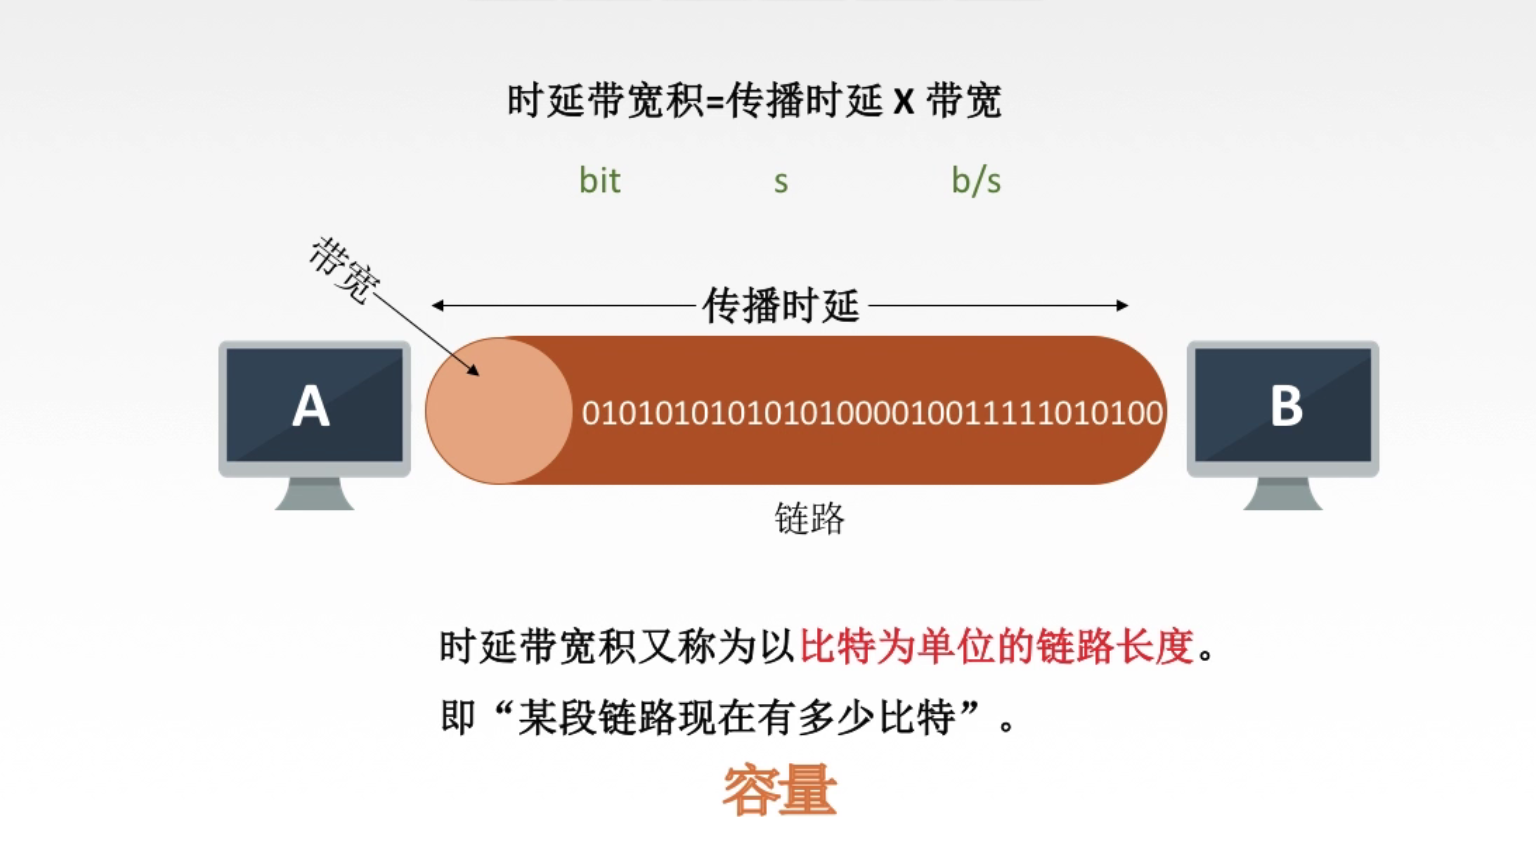 时延带宽积=传播时延 X 带宽
bit s b/s
带宽
传播时延
A
01010101010101000010011111010100
B
链路
时延带宽积又称为以比特为单位的链路长度。
即“某段链路现在有多少比特”。
容量